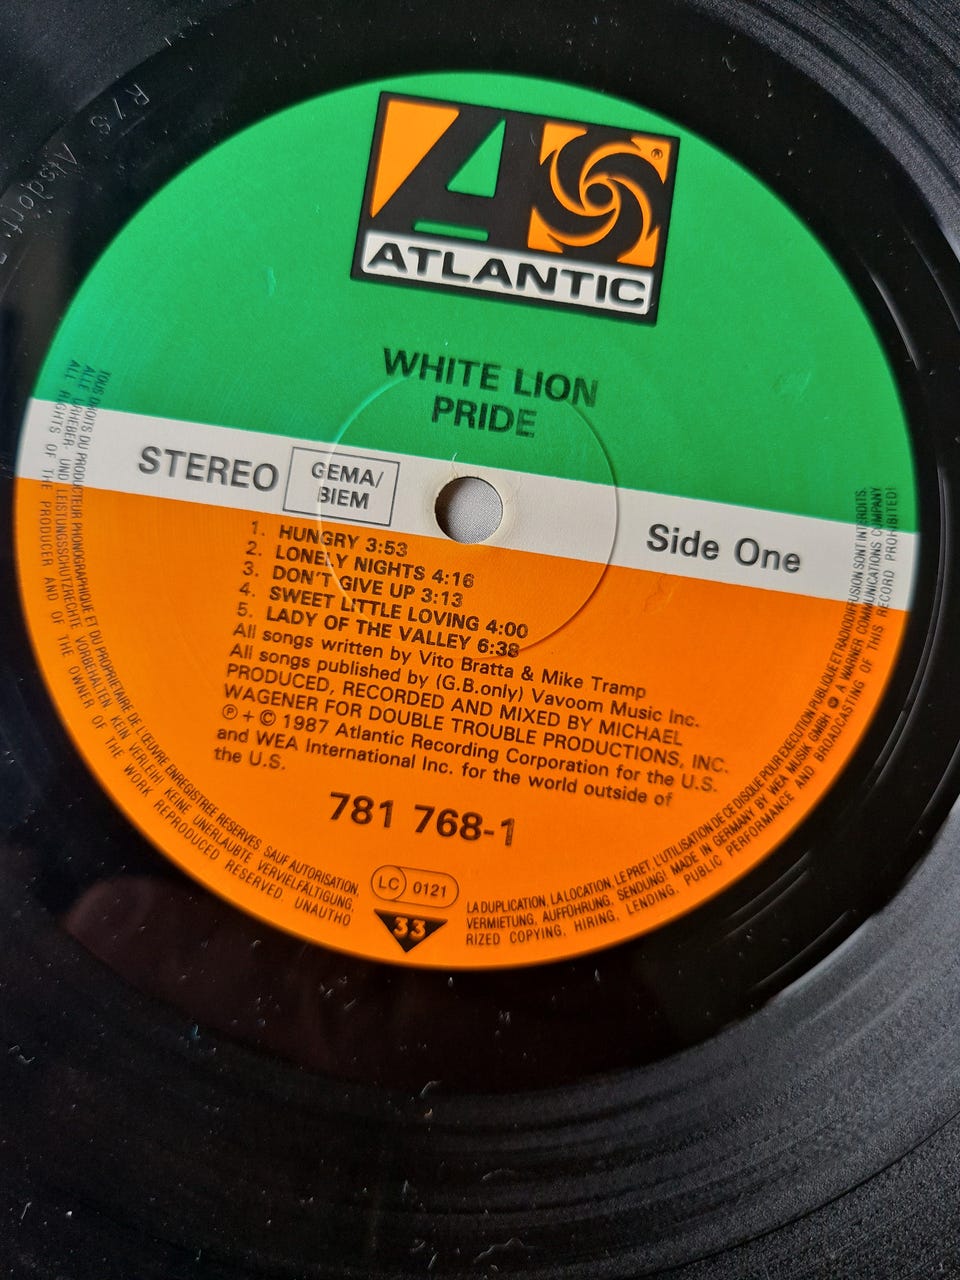 R/S Alsdorf
ATLANTIC
®
WHITE LION
PRIDE
STEREO
GEMA/
BIEM
Side One
1. HUNGRY 3:53
2. LONELY NIGHTS 4:16
3. DON'T GIVE UP 3:13
4. SWEET LITTLE LOVING 4:00
5. LADY OF THE VALLEY 6:38
All songs written by Vito Bratta & Mike Tramp
All songs published by (G.B.only) Vavoom Music Inc.
PRODUCED, RECORDED AND MIXED BY MICHAEL
WAGENER FOR DOUBLE TROUBLE PRODUCTIONS, INC.
℗ + © 1987 Atlantic Recording Corporation for the U.S.
and WEA International Inc. for the world outside of
the U.S.
781 768-1
LC 0121
33
TOUS DROITS DU PRODUCTEUR PHONOGRAPHIQUE ET DU PROPRIETAIRE DE L'ŒUVRE ENREGISTREE RESERVES SAUF AUTORISATION,
LA DUPLICATION, LA LOCATION, LE PRET, L'UTILISATION DE CE DISQUE POUR EXECUTION PUBLIQUE ET RADIODIFFUSION SONT INTERDITS.
ALLE URHEBER- UND LEISTUNGSSCHUTZRECHTE VORBEHALTEN KEIN VERLEIH! KEINE UNERLAUBTE VERVIELFÄLTIGUNG,
VERMIETUNG, AUFFÜHRUNG, SENDUNG! MADE IN GERMANY BY WEA MUSIK GMBH A WARNER COMMUNICATIONS COMPANY
ALL RIGHTS OF THE PRODUCER AND OF THE OWNER OF THE WORK REPRODUCED RESERVED. UNAUTHO
RIZED COPYING, HIRING, LENDING, PUBLIC PERFORMANCE AND BROADCASTING OF THIS RECORD PROHIBITED!